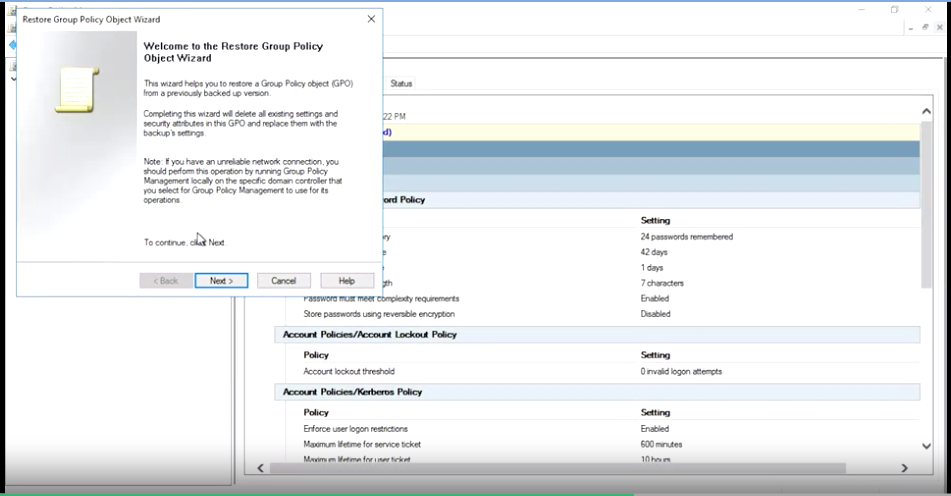 Restore Group Policy Object Wizard
Welcome to the Restore Group Policy
Object Wizard
This wizard helps you to restore a Group Policy object (GPO)
from a previously backed up version.
Completing this wizard will delete all existing settings and
security attributes in this GPO and replace them with the
backup's settings.
Note: If you have an unreliable network connection, you
should perform this operation by running Group Policy
Management locally on the specific domain controller that
you select for Group Policy Management to use for its
operations.
To continue, click Next.
< Back
Next >
Cancel
Help
Status
22 PM
d)
ord Policy
Setting
ry 24 passwords remembered
e 42 days
e 1 days
gth 7 characters
Password must meet complexity requirements Enabled
Store passwords using reversible encryption Disabled
Account Policies/Account Lockout Policy
Policy Setting
Account lockout threshold 0 invalid logon attempts
Account Policies/Kerberos Policy
Policy Setting
Enforce user logon restrictions Enabled
Maximum lifetime for service ticket 600 minutes
Maximum lifetime for user ticket 10 hours